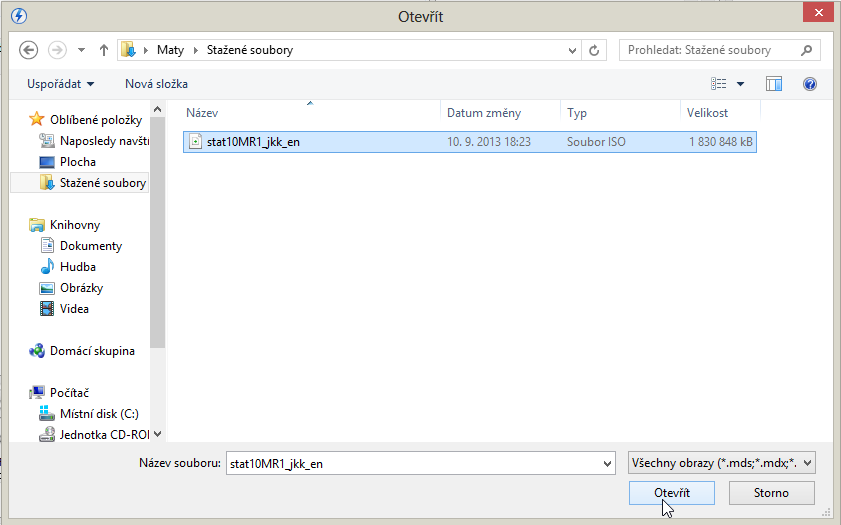 Otevřít
Maty
Stažené soubory
Prohledat: Stažené soubory
Uspořádat
Nová složka
Název
Datum změny
Typ
Velikost
stat10MR1_jkk_en
10. 9. 2013 18:23
Soubor ISO
1 830 848 kB
Oblíbené položky
Naposledy navšti
Plocha
Stažené soubory
Knihovny
Dokumenty
Hudba
Obrázky
Videa
Domácí skupina
Počítač
Místní disk (C:)
Jednotka CD-ROI
Název souboru:
stat10MR1_jkk_en
Všechny obrazy (*.mds;*.mdx;*.
Otevřít
Storno